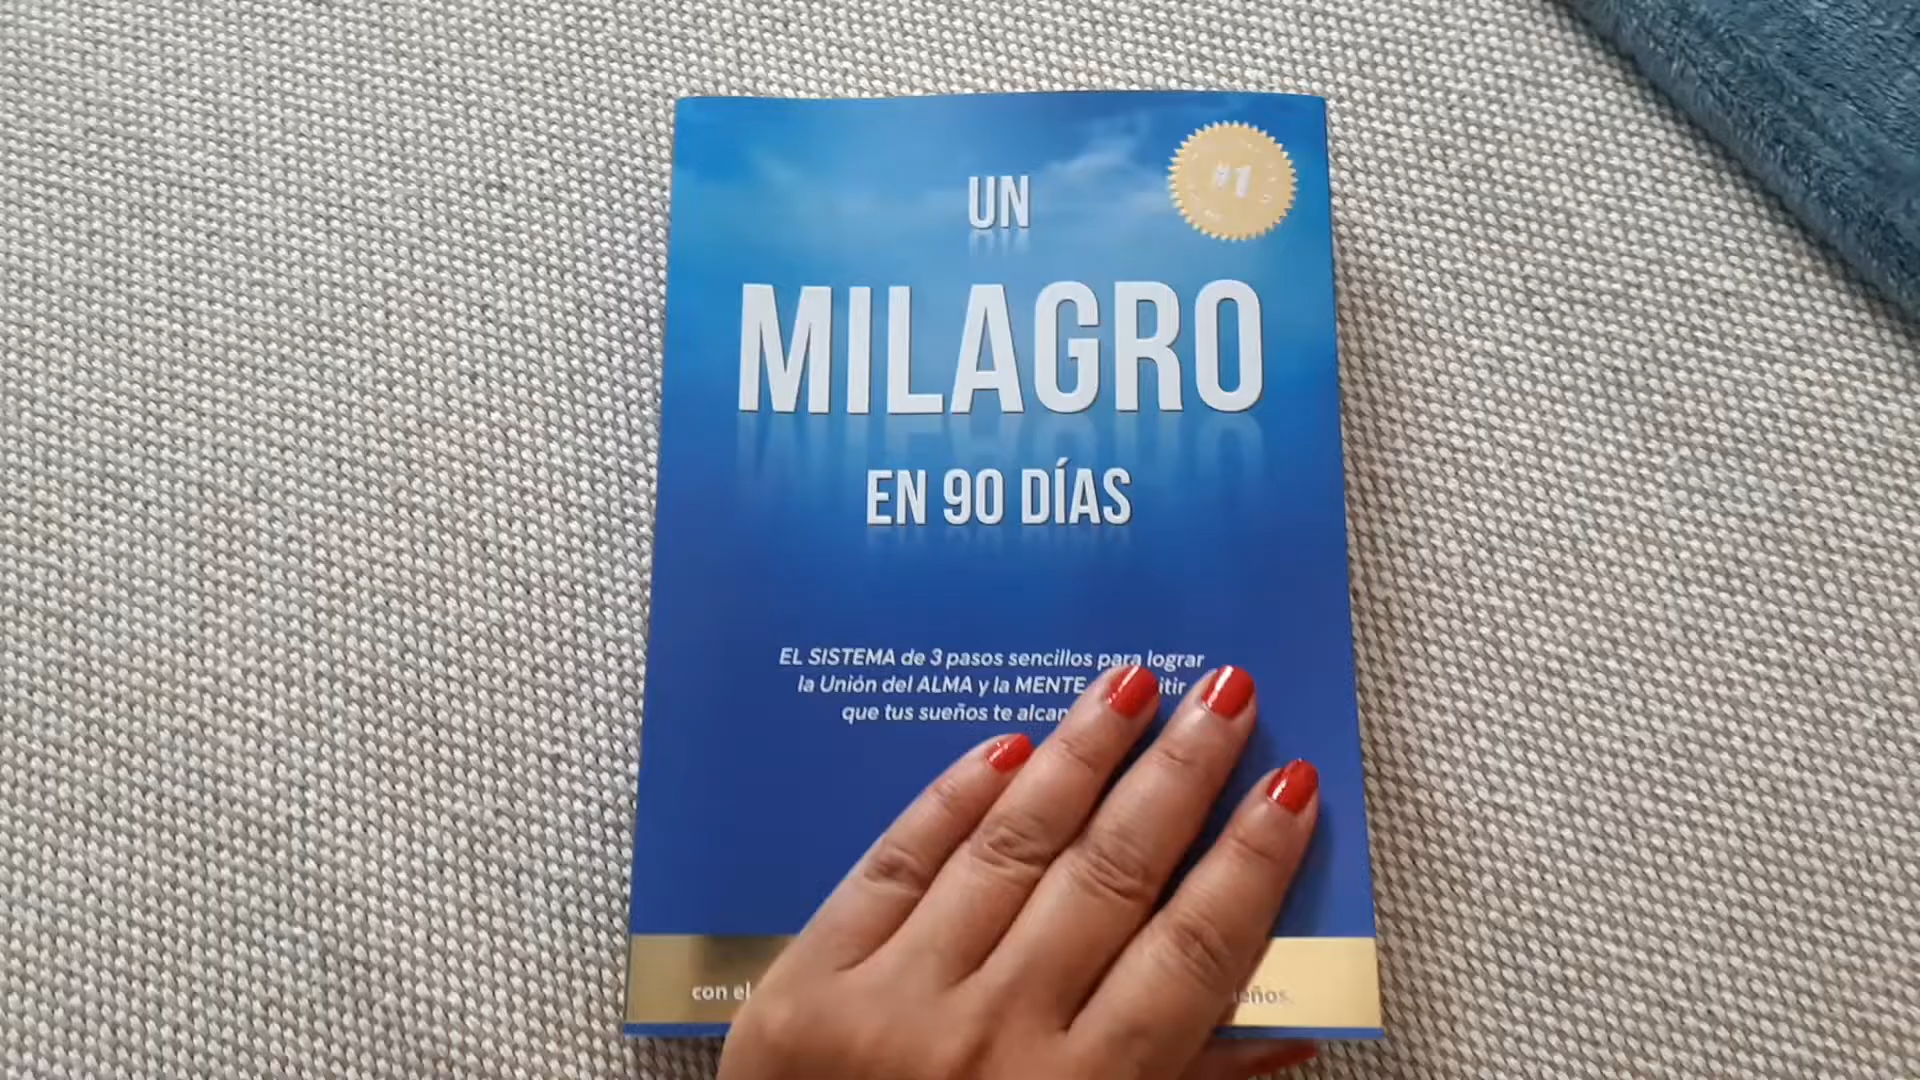 #1
UN
MILAGRO
EN 90 DÍAS
EL SISTEMA de 3 pasos sencillos para lograr
la Unión del ALMA y la MENTE
que tus sueños te
con el